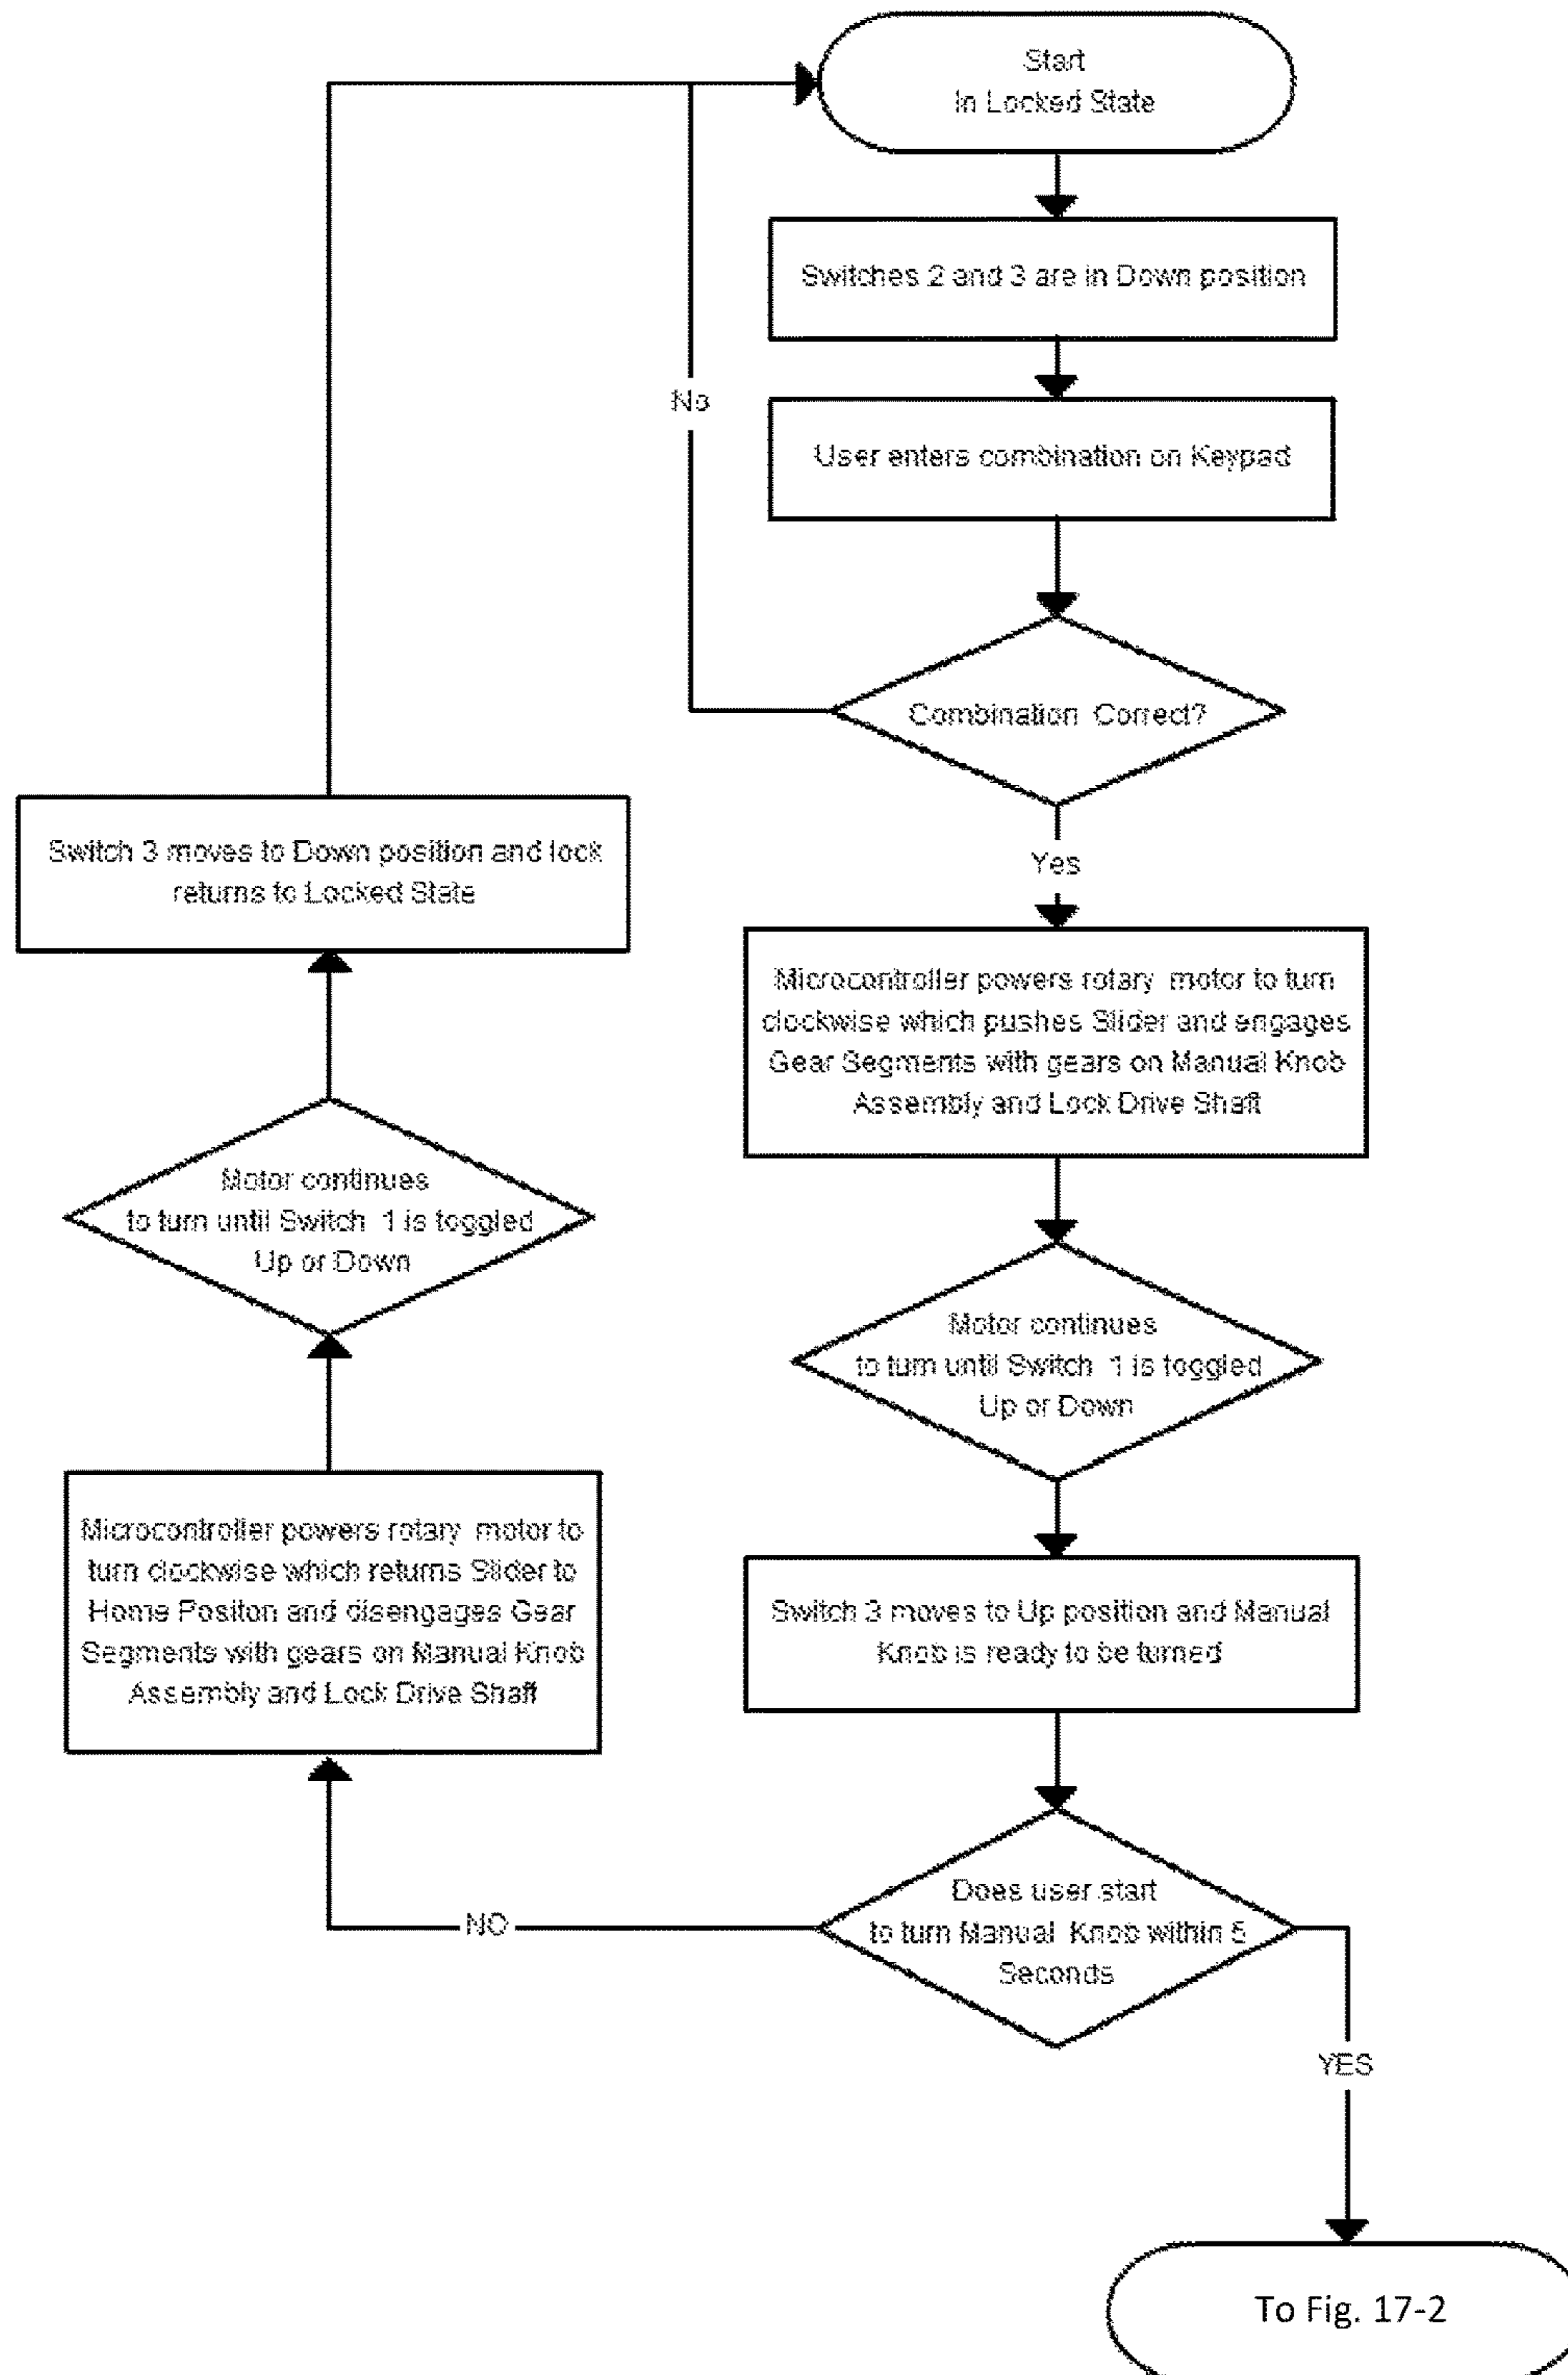 Start
In Locked State
Switches 2 and 3 are in Down position
User enters combination on Keypad
No
Combination Correct?
Yes
Microcontroller powers rotary motor to turn
clockwise which pushes Slider and engages
Gear Segments with gears on Manual Knob
Assembly and Lock Drive Shaft
Motor continues
to turn until Switch 1 is toggled
Up or Down
Switch 3 moves to Up position and Manual
Knob is ready to be turned
Does user start
to turn Manual Knob within 5
Seconds
NO
YES
To Fig. 17-2
Microcontroller powers rotary motor to
turn clockwise which returns Slider to
Home Positon and disengages Gear
Segments with gears on Manual Knob
Assembly and Lock Drive Shaft
Motor continues
to turn until Switch 1 is toggled
Up or Down
Switch 3 moves to Down position and lock
returns to Locked State